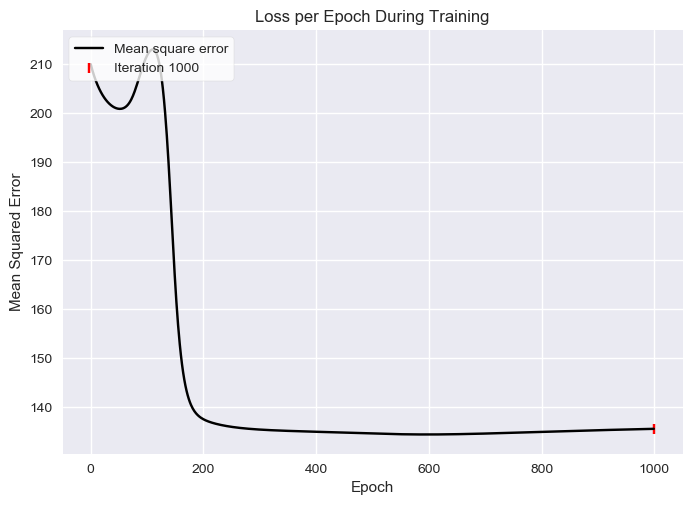 Loss per Epoch During Training
Mean square error
Iteration 1000
Mean Squared Error
210
200
190
180
170
160
150
140
0 200 400 600 800 1000
Epoch